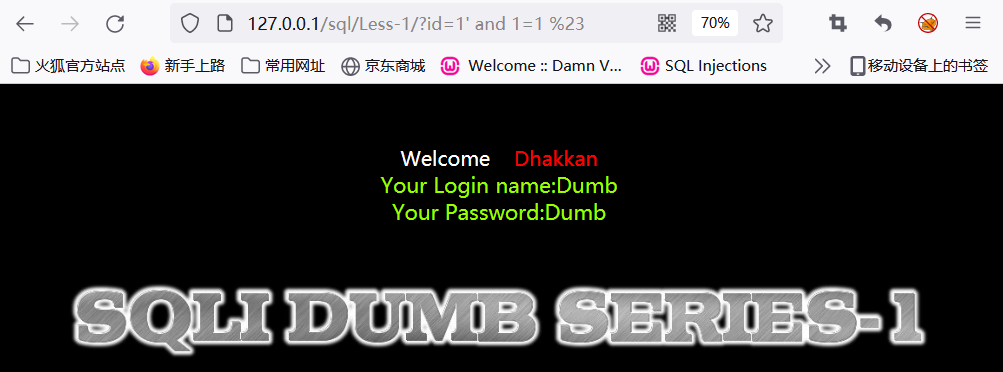 127.0.0.1/sql/Less-1/?id=1' and 1=1 %23 70%
火狐官方站点 新手上路 常用网址 京东商城 Welcome :: Damn V... SQL Injections 移动设备上的书签
Welcome Dhakkan
Your Login name:Dumb
Your Password:Dumb
SQLI DUMB SERIES-1